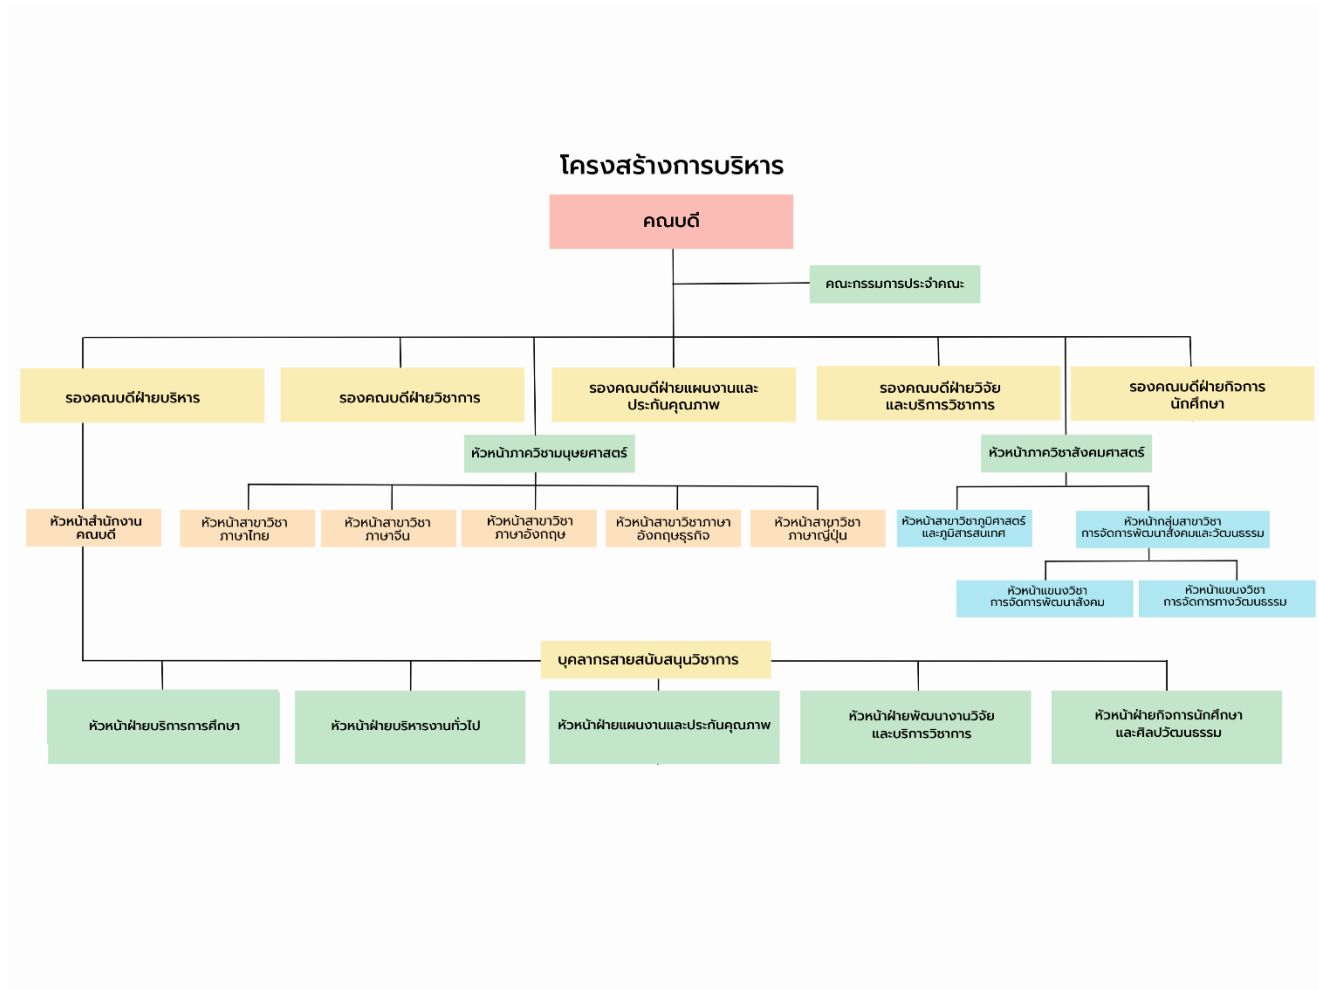 โครงสร้างการบริหาร
คณบดี
คณะกรรมการประจำคณะ
รองคณบดีฝ่ายบริหาร
รองคณบดีฝ่ายวิชาการ
รองคณบดีฝ่ายแผนงานและ
ประกันคุณภาพ
รองคณบดีฝ่ายวิจัย
และบริการวิชาการ
รองคณบดีฝ่ายกิจการ
นักศึกษา
หัวหน้าภาควิชามนุษยศาสตร์
หัวหน้าภาควิชาสังคมศาสตร์
หัวหน้าสำนักงาน
คณบดี
หัวหน้าสาขาวิชา
ภาษาไทย
หัวหน้าสาขาวิชา
ภาษาจีน
หัวหน้าสาขาวิชา
ภาษาอังกฤษ
หัวหน้าสาขาวิชาภาษา
อังกฤษธุรกิจ
หัวหน้าสาขาวิชา
ภาษาญี่ปุ่น
หัวหน้าสาขาวิชาภูมิศาสตร์
และภูมิสารสนเทศ
หัวหน้ากลุ่มสาขาวิชา
การจัดการพัฒนาสังคมและวัฒนธรรม
หัวหน้าแขนงวิชา
การจัดการพัฒนาสังคม
หัวหน้าแขนงวิชา
การจัดการทางวัฒนธรรม
บุคลากรสายสนับสนุนวิชาการ
หัวหน้าฝ่ายบริการการศึกษา
หัวหน้าฝ่ายบริหารงานทั่วไป
หัวหน้าฝ่ายแผนงานและประกันคุณภาพ
หัวหน้าฝ่ายพัฒนางานวิจัย
และบริการวิชาการ
หัวหน้าฝ่ายกิจการนักศึกษา
และศิลปวัฒนธรรม